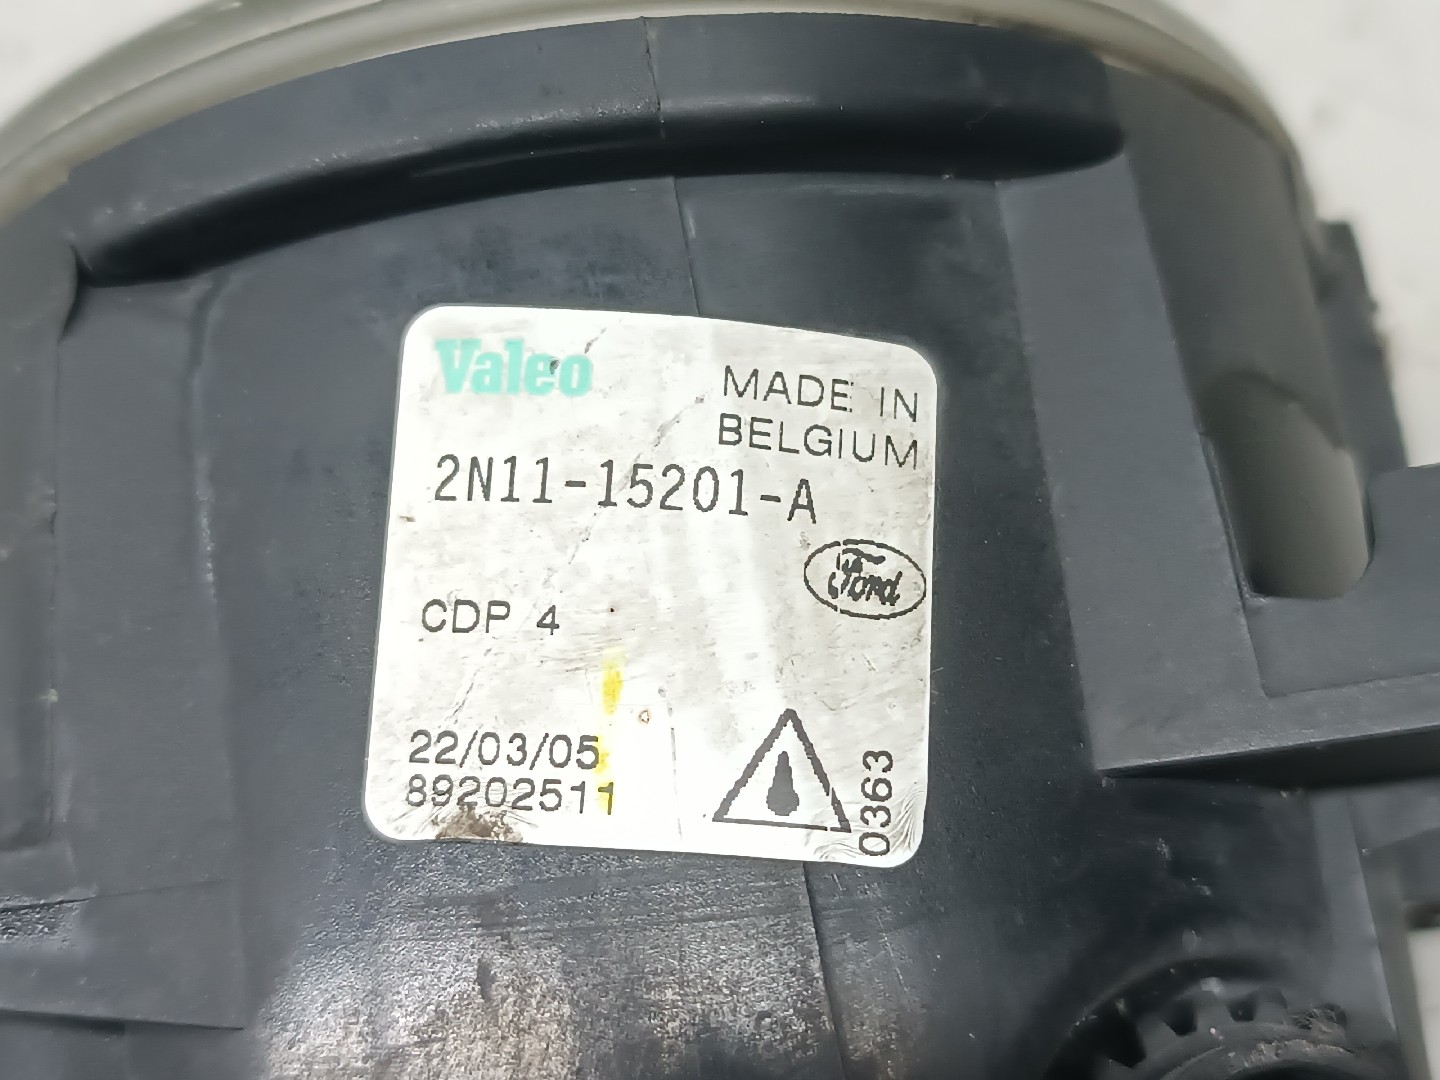 Valeo
MADE IN
BELGIUM
2N11-15201-A
Ford
CDP 4
22/03/05
89202511
0363